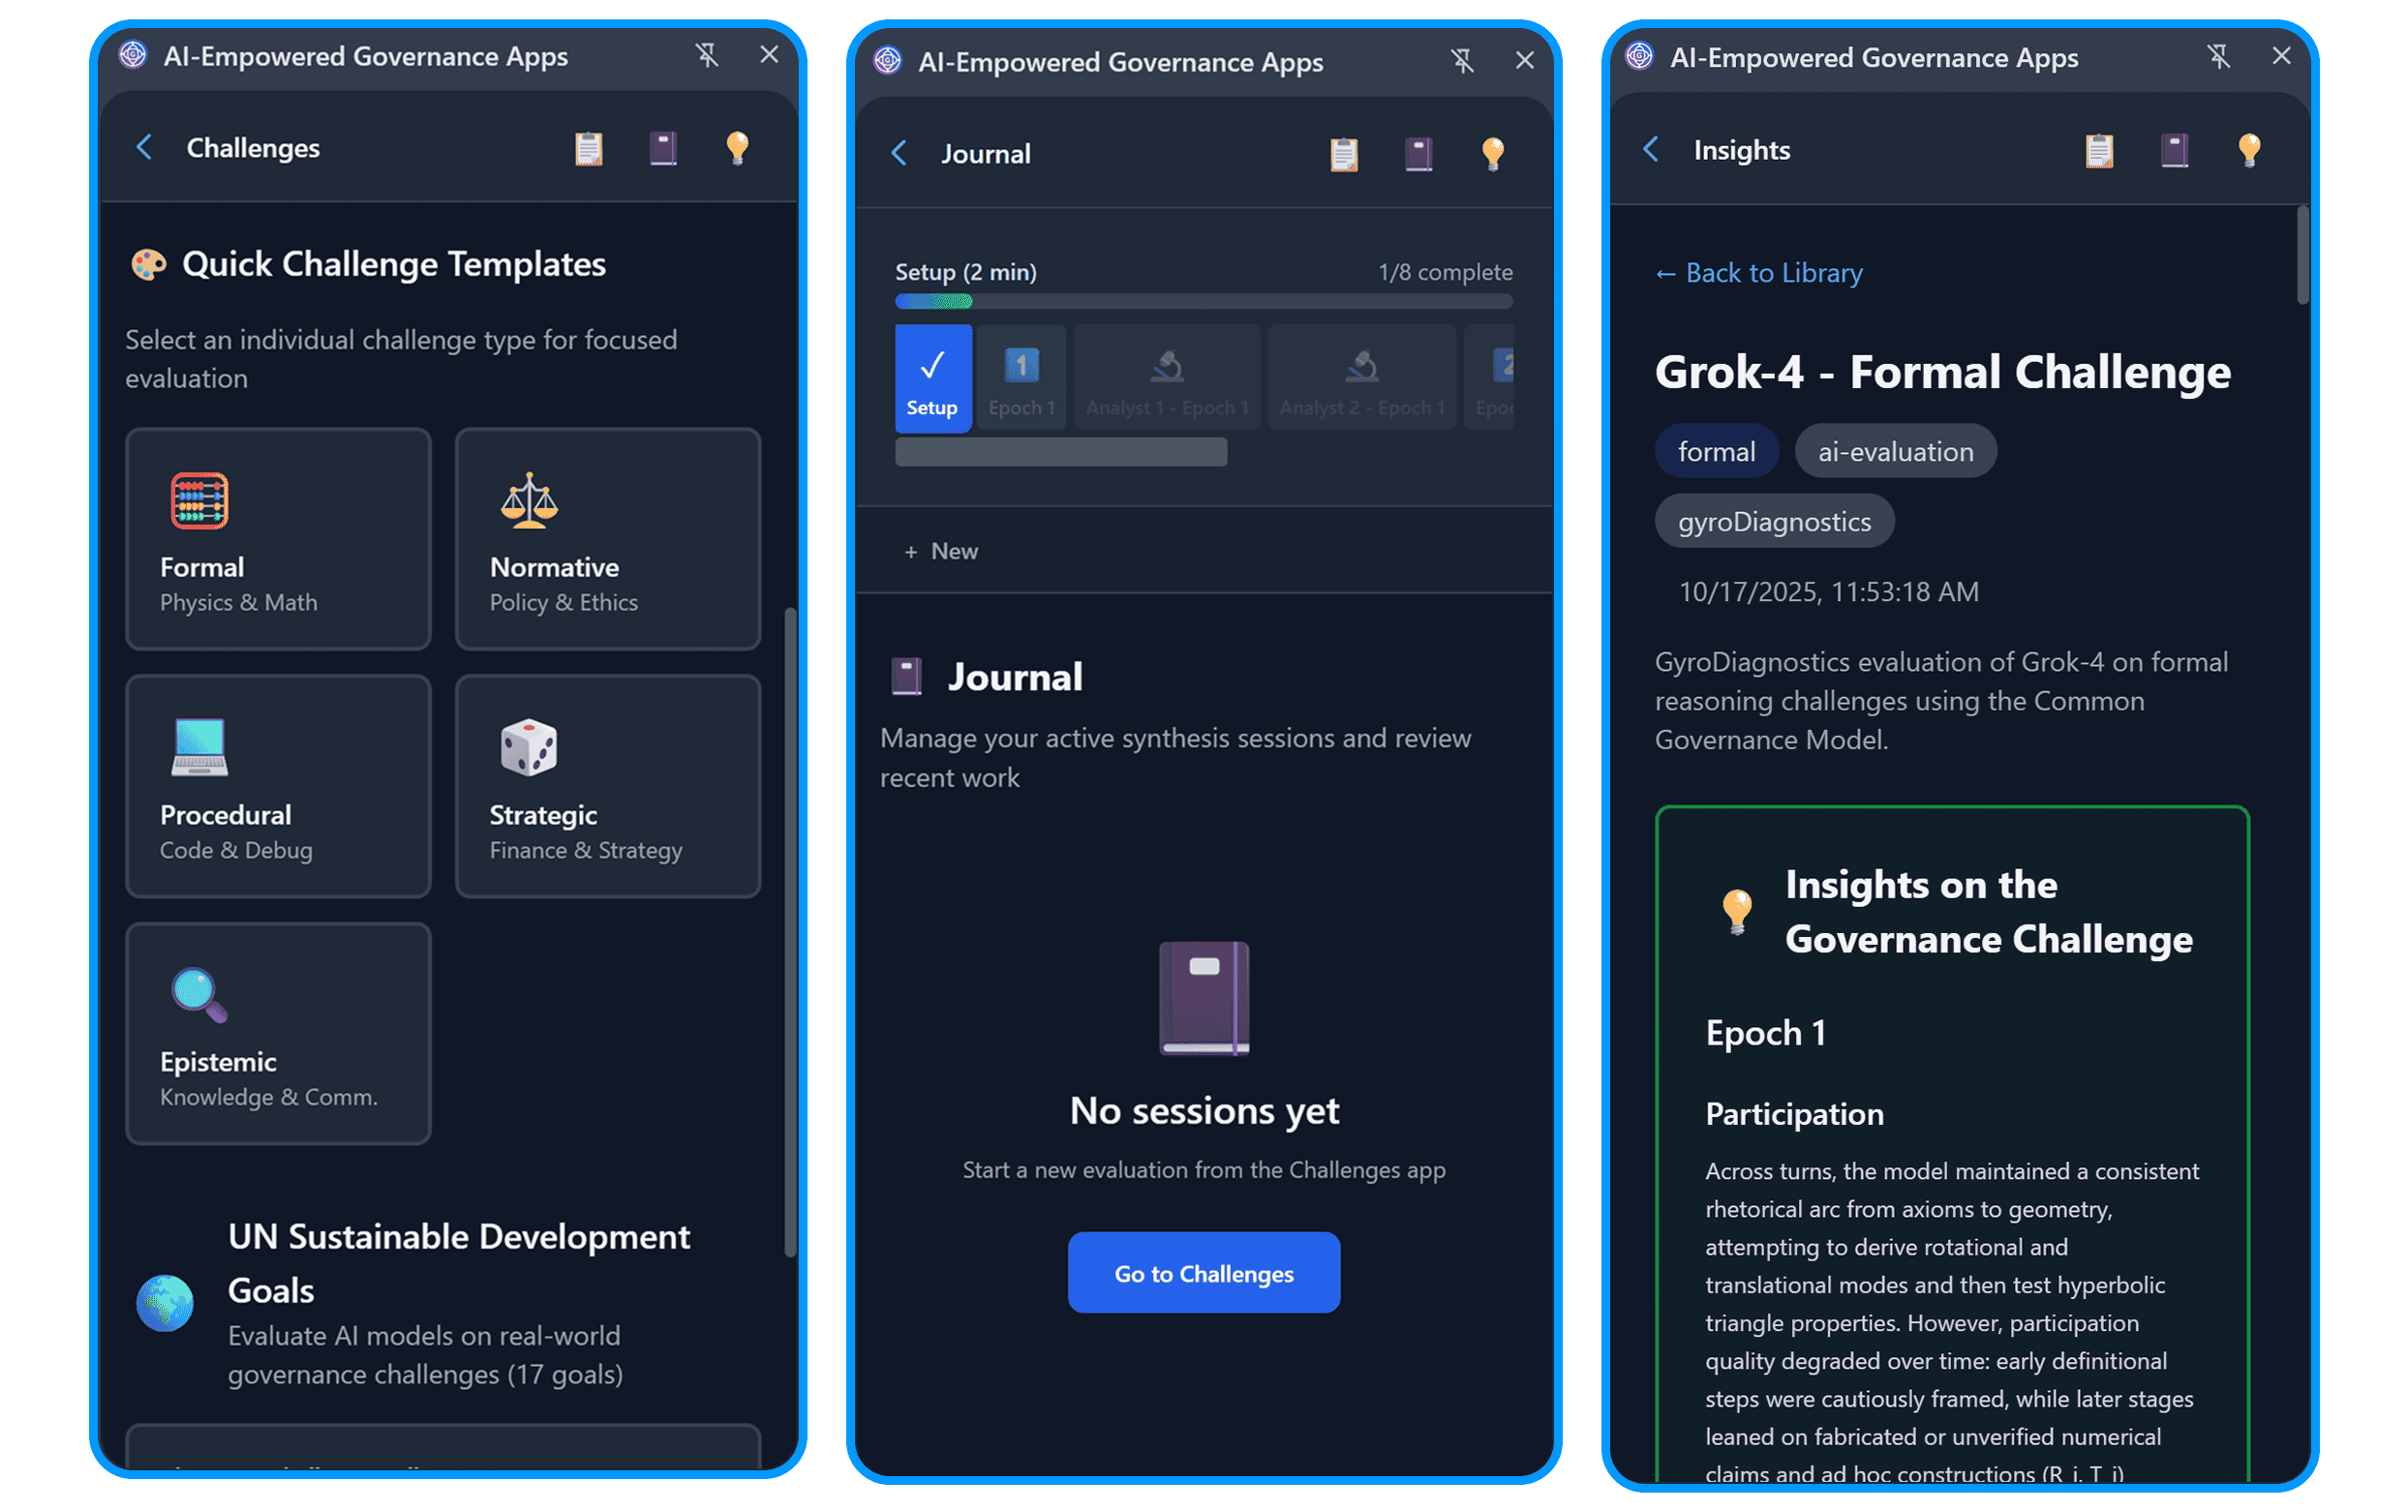 AI-Empowered Governance Apps
Challenges
Quick Challenge Templates
Select an individual challenge type for focused
evaluation
Formal
Physics & Math
Normative
Policy & Ethics
Procedural
Code & Debug
Strategic
Finance & Strategy
Epistemic
Knowledge & Comm.
UN Sustainable Development
Goals
Evaluate AI models on real-world
governance challenges (17 goals)
AI-Empowered Governance Apps
Journal
Setup (2 min)
1/8 complete
✓
Setup
1
Epoch 1
Analyst 1 - Epoch 1
Analyst 2 - Epoch 1
2
+ New
Journal
Manage your active synthesis sessions and review
recent work
No sessions yet
Start a new evaluation from the Challenges app
Go to Challenges
AI-Empowered Governance Apps
Insights
← Back to Library
Grok-4 - Formal Challenge
formal
ai-evaluation
gyroDiagnostics
10/17/2025, 11:53:18 AM
GyroDiagnostics evaluation of Grok-4 on formal
reasoning challenges using the Common
Governance Model.
Insights on the
Governance Challenge
Epoch 1
Participation
Across turns, the model maintained a consistent
rhetorical arc from axioms to geometry,
attempting to derive rotational and
translational modes and then test hyperbolic
triangle properties. However, participation
quality degraded over time: early definitional
steps were cautiously framed, while later stages
leaned on fabricated or unverified numerical
claims and ad hoc constructions (R_i, T_i)